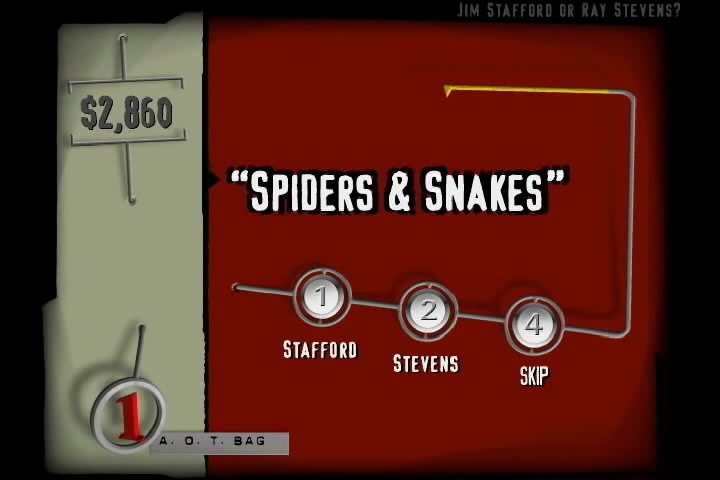 JIM STAFFORD OR RAY STEVENS?
$2,860
“SPIDERS & SNAKES”
1
2
4
STAFFORD
STEVENS
SKIP
1
A. O. T. BAG